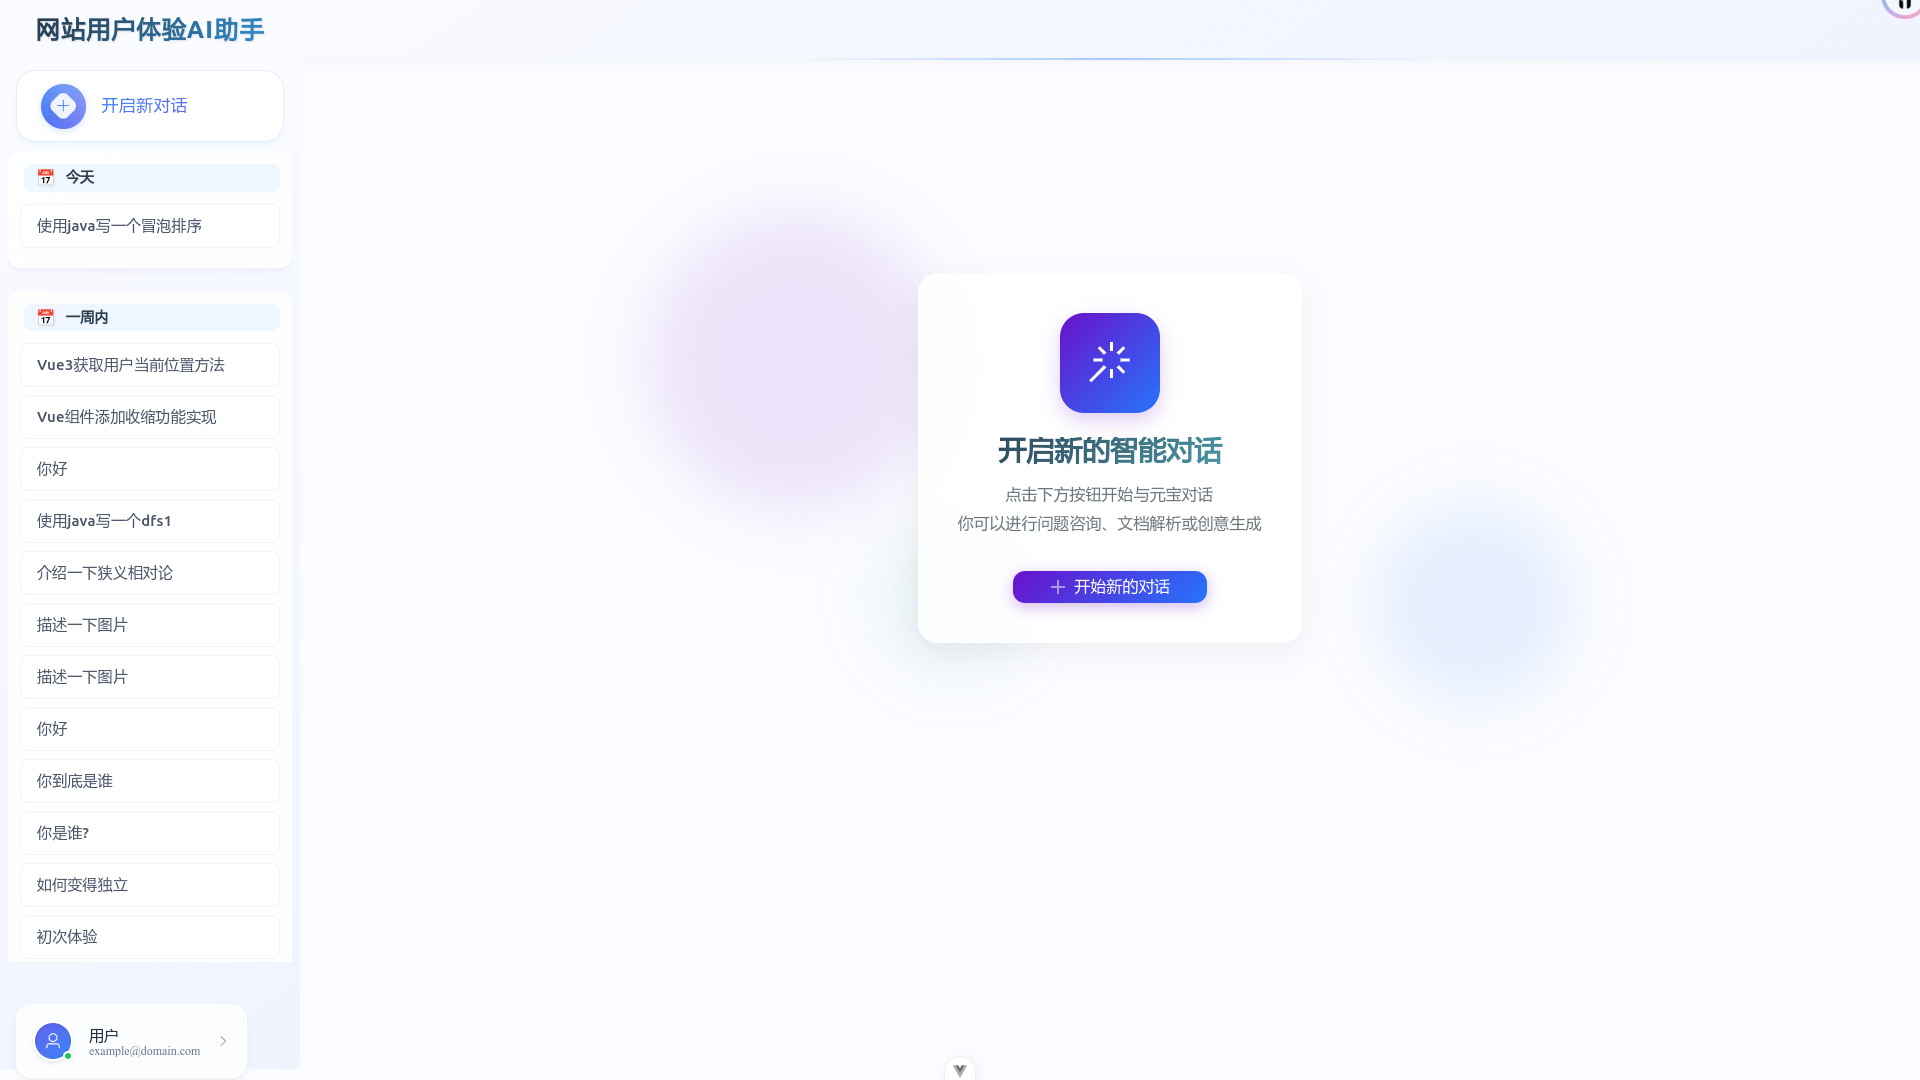 网站用户体验AI助手
开启新对话
今天
使用java写一个冒泡排序
一周内
Vue3获取用户当前位置方法
Vue组件添加收缩功能实现
你好
使用java写一个dfs1
介绍一下狭义相对论
描述一下图片
描述一下图片
你好
你到底是谁
你是谁?
如何变得独立
初次体验
用户
example@domain.com
开启新的智能对话
点击下方按钮开始与元宝对话
你可以进行问题咨询、文档解析或创意生成
开始新的对话